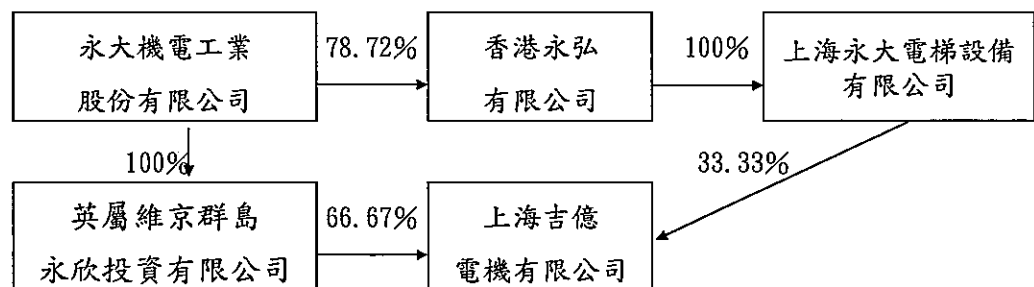 永大機電工業
股份有限公司
78.72%
香港永弘
有限公司
100%
上海永大電梯設備
有限公司
100%
33.33%
英屬維京群島
永欣投資有限公司
66.67%
上海吉億
電機有限公司